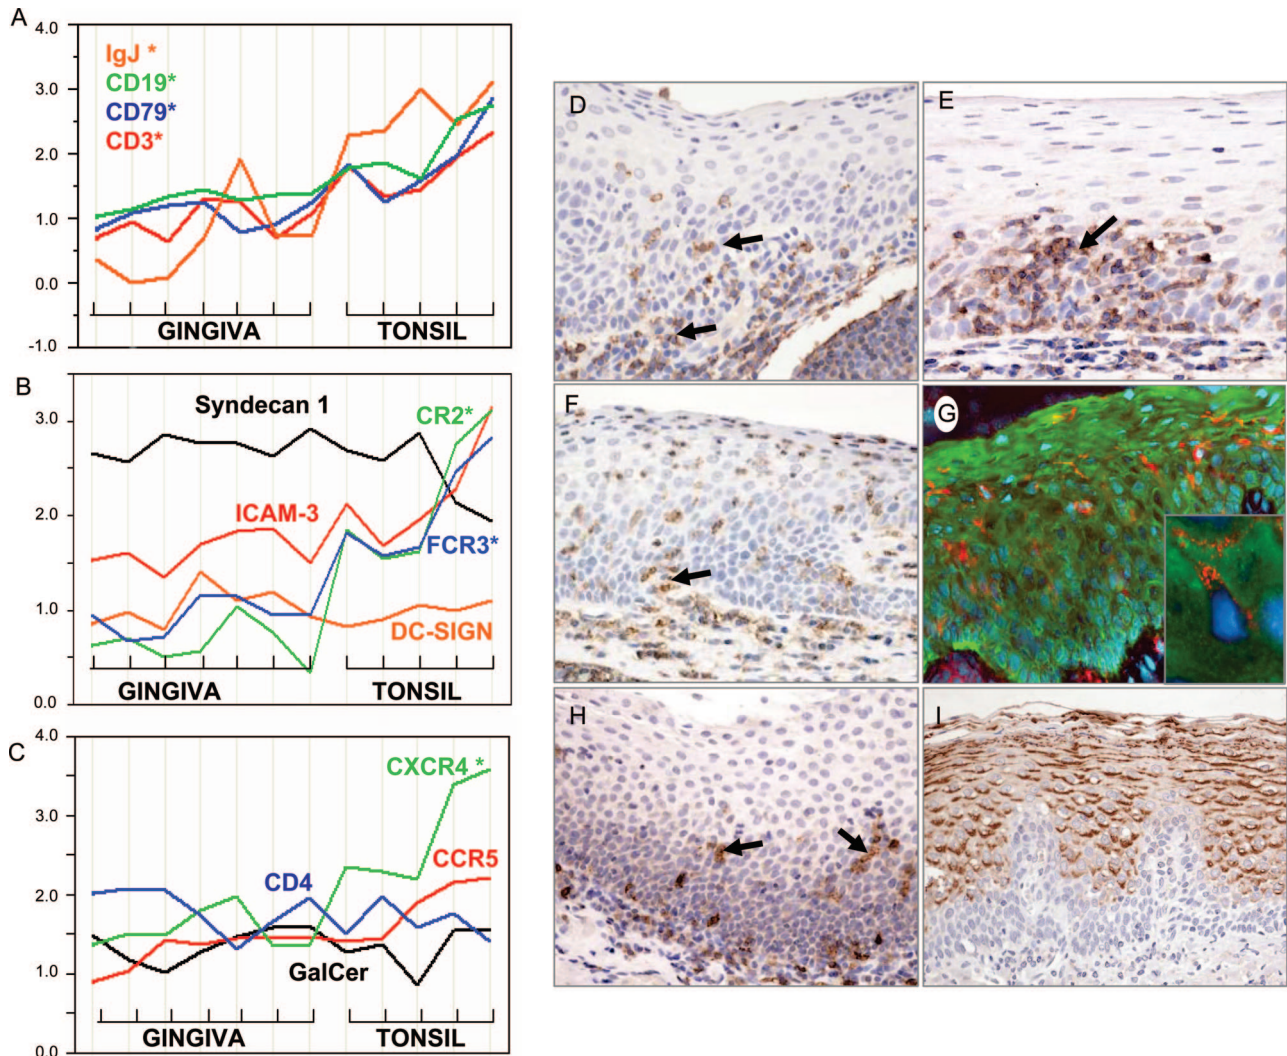 A
4.0
IgJ *
3.0
CD19*
CD79*
CD3*
2.0
1.0
0.0
GINGIVA TONSIL
-1.0
B
Syndecan 1
CR2*
3.0
ICAM-3
2.0
FCR3*
1.0
DC-SIGN
GINGIVA TONSIL
0.0
C
4.0
CXCR4 *
3.0
CCR5
CD4
2.0
GalCer
1.0
GINGIVA TONSIL
0.0
D
E
F
G
H
I